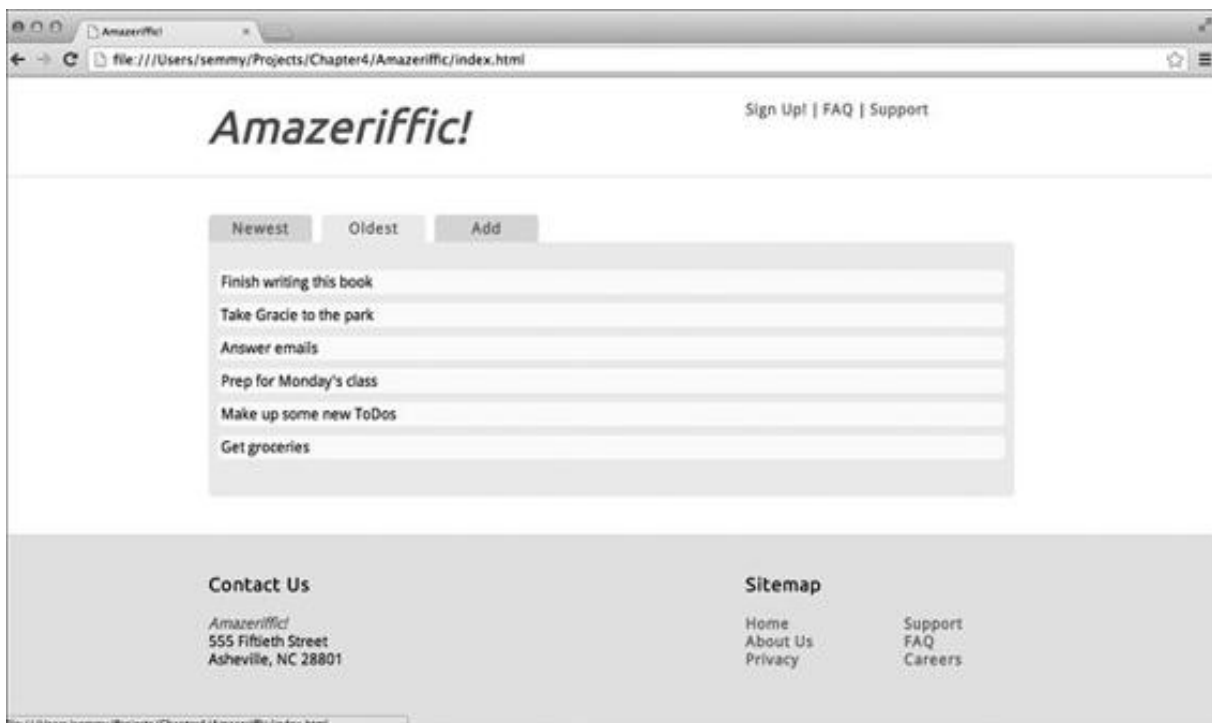 Amazeriffic!
file:///Users/semmy/Projects/Chapter4/Amazeriffic/index.html
Amazeriffic!
Sign Up! | FAQ | Support
Newest Oldest Add
Finish writing this book
Take Gracie to the park
Answer emails
Prep for Monday's class
Make up some new ToDos
Get groceries
Contact Us
Amazeriffic!
555 Fiftieth Street
Asheville, NC 28801
Sitemap
Home
About Us
Privacy
Support
FAQ
Careers